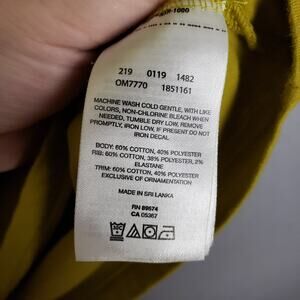 219 0119 1482
OM7770 1851161
MACHINE WASH COLD GENTLE, WITH LIKE
COLORS, NON-CHLORINE BLEACH WHEN
NEEDED, TUMBLE DRY LOW, REMOVE
PROMPTLY, IRON LOW, IF PRESENT DO NOT
IRON DECAL
BODY: 60% COTTON, 40% POLYESTER
RIB: 60% COTTON, 38% POLYESTER, 2%
ELASTANE
TRIM: 60% COTTON, 40% POLYESTER
EXCLUSIVE OF ORNAMENTATION
MADE IN SRI LANKA
RN 89674
CA 05367